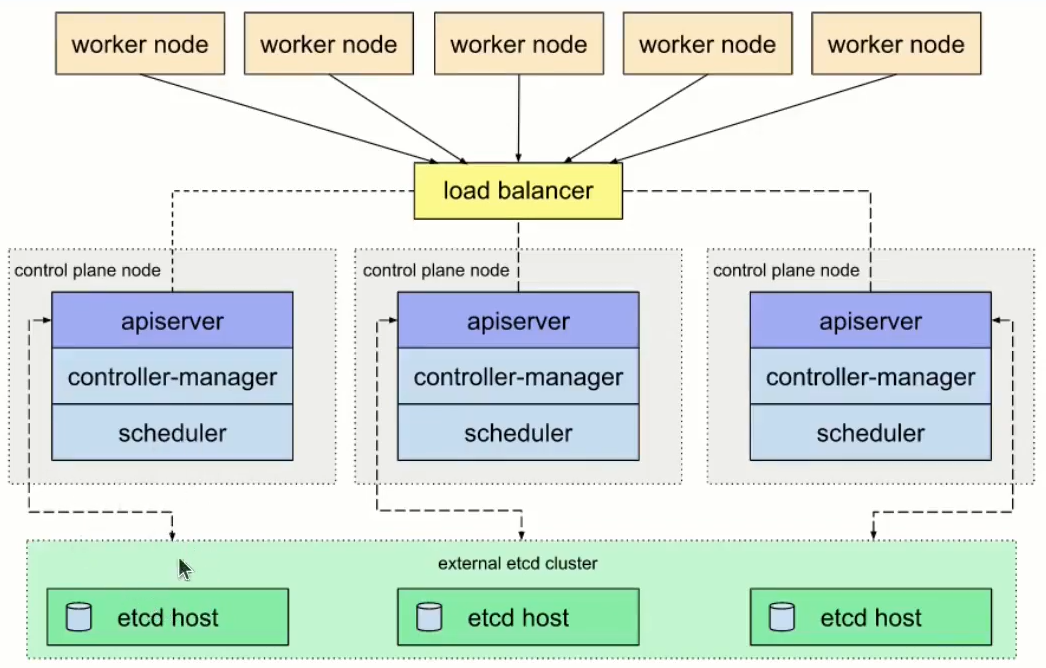 worker node
worker node
worker node
worker node
worker node
load balancer
control plane node
control plane node
control plane node
apiserver
apiserver
apiserver
controller-manager
controller-manager
controller-manager
scheduler
scheduler
scheduler
external etcd cluster
etcd host
etcd host
etcd host